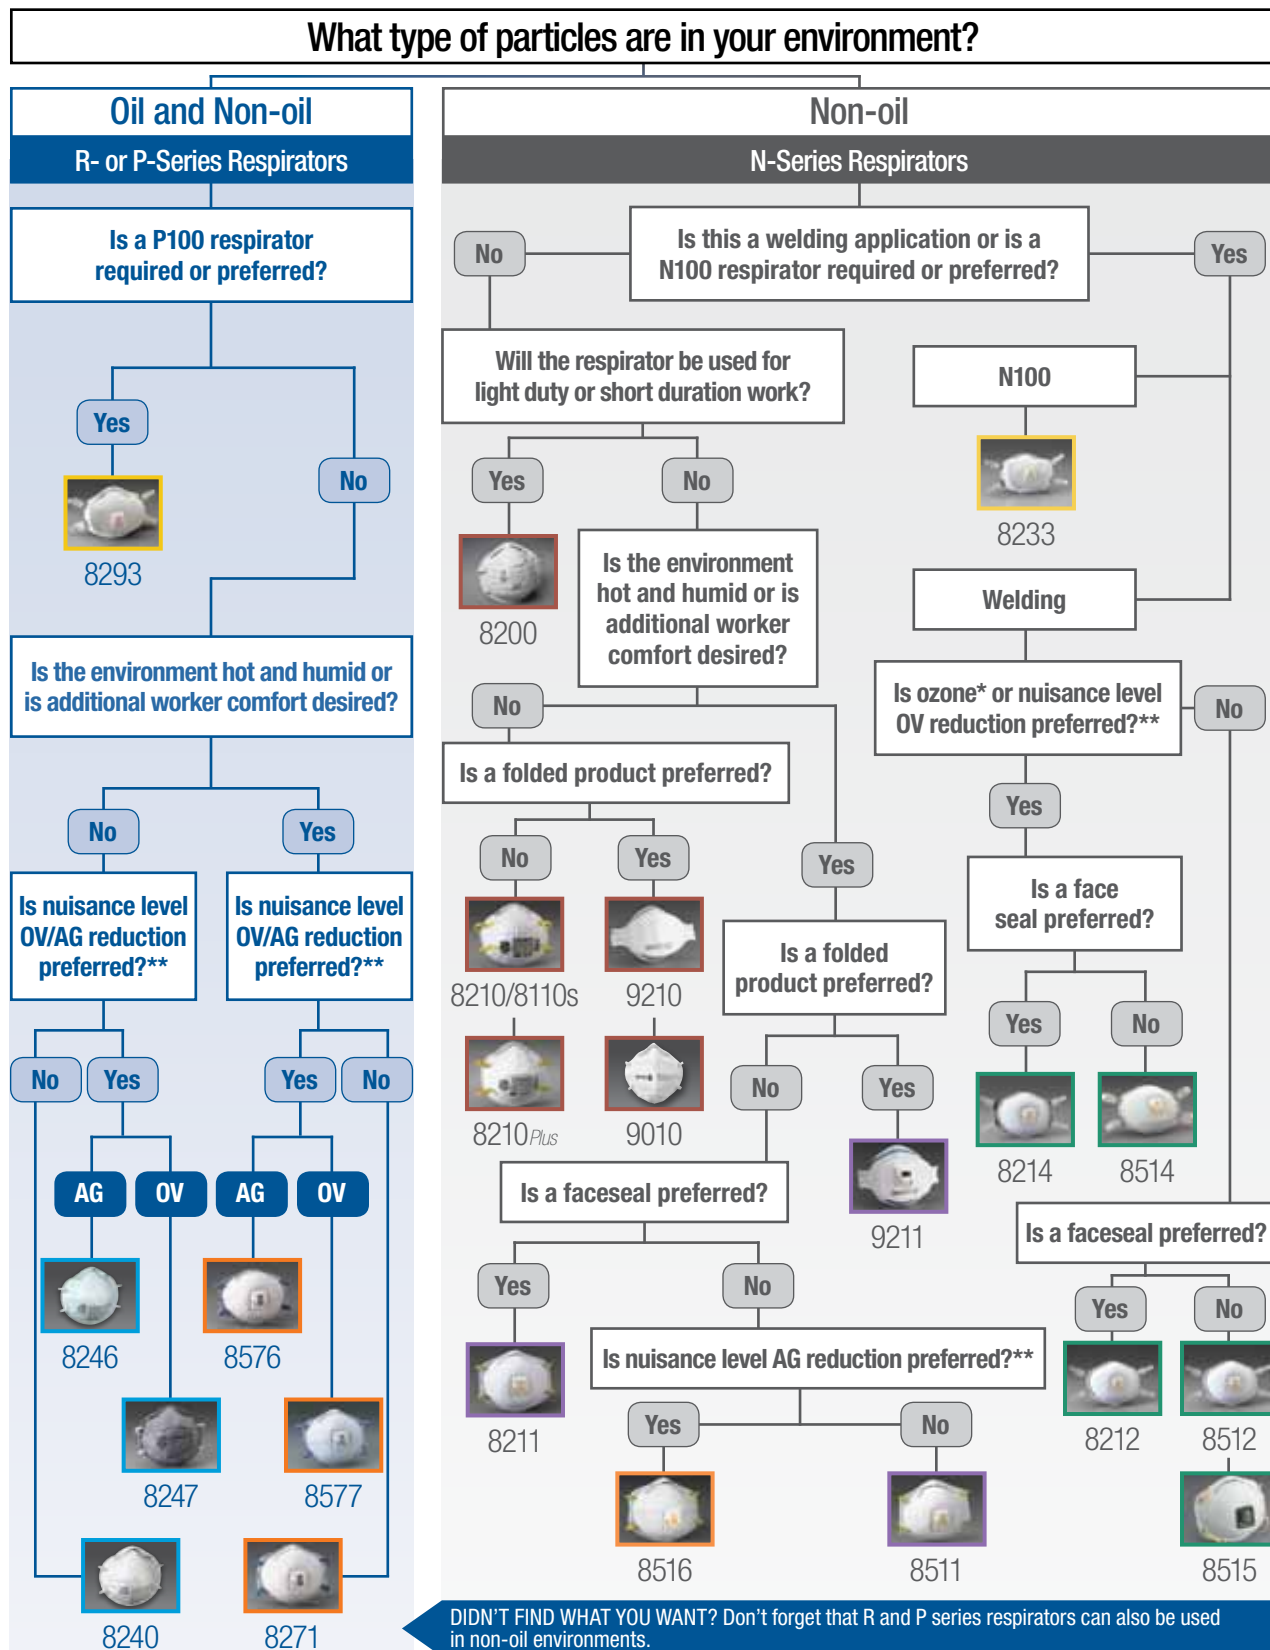 What type of particles are in your environment?
Oil and Non-oil
R- or P-Series Respirators
Is a P100 respirator
required or preferred?
Yes
No
8293
Is the environment hot and humid or
is additional worker comfort desired?
No
Yes
Is nuisance level
OV/AG reduction
preferred?**
Is nuisance level
OV/AG reduction
preferred?**
No
Yes
Yes
No
AG
OV
AG
OV
8246
8576
8247
8577
8240
8271
Non-oil
N-Series Respirators
Is this a welding application or is a
N100 respirator required or preferred?
No
Yes
Will the respirator be used for
light duty or short duration work?
Yes
No
8200
Is the environment
hot and humid or is
additional worker
comfort desired?
No
Yes
Is a folded product preferred?
No
Yes
8210/8110s
9210
8210Plus
9010
Is a folded
product preferred?
No
Yes
9211
Is a faceseal preferred?
Yes
No
8211
Is nuisance level AG reduction preferred?**
Yes
No
8516
8511
N100
8233
Welding
Is ozone* or nuisance level
OV reduction preferred?**
No
Yes
Is a face
seal preferred?
Yes
No
8214
8514
Is a faceseal preferred?
Yes
No
8212
8512
8515
DIDN'T FIND WHAT YOU WANT? Don't forget that R and P series respirators can also be used
in non-oil environments.